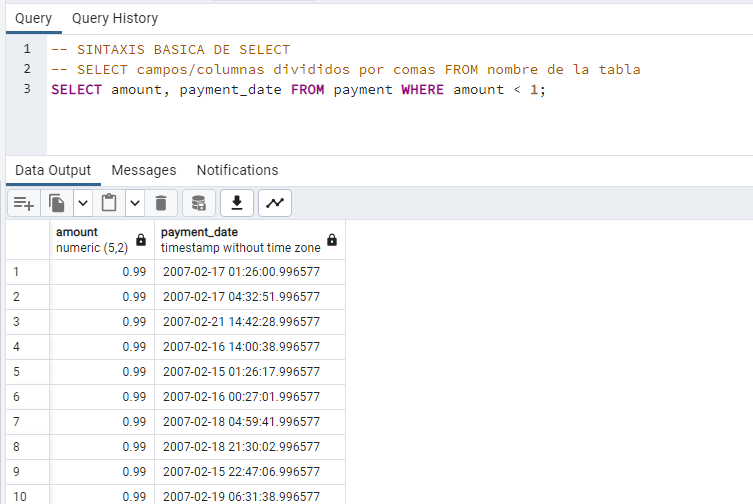 Query Query History
1 -- SINTAXIS BASICA DE SELECT
2 -- SELECT campos/columnas divididos por comas FROM nombre de la tabla
3 SELECT amount, payment_date FROM payment WHERE amount < 1;
Data Output Messages Notifications
amount payment_date
numeric (5,2) timestamp without time zone
1 0.99 2007-02-17 01:26:00.996577
2 0.99 2007-02-17 04:32:51.996577
3 0.99 2007-02-21 14:42:28.996577
4 0.99 2007-02-16 14:00:38.996577
5 0.99 2007-02-15 01:26:17.996577
6 0.99 2007-02-16 00:27:01.996577
7 0.99 2007-02-18 04:59:41.996577
8 0.99 2007-02-18 21:30:02.996577
9 0.99 2007-02-15 22:47:06.996577
10 0.99 2007-02-19 06:31:38.996577